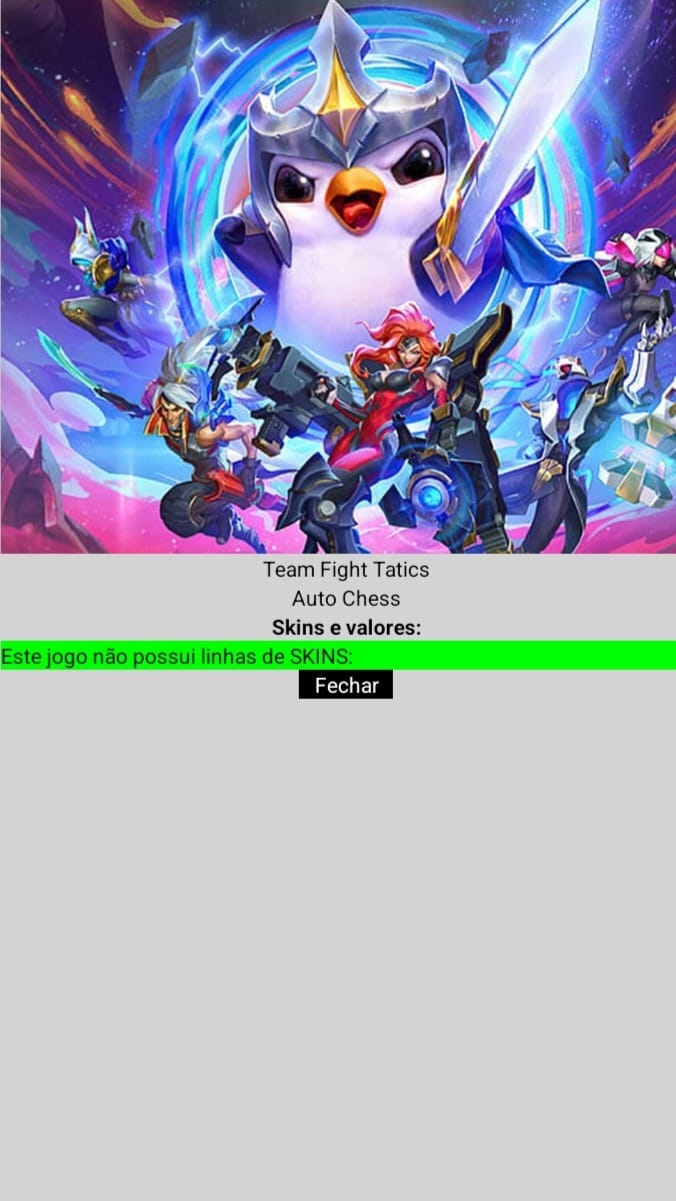 Team Fight Tatics
Auto Chess
Skins e valores:
Este jogo não possui linhas de SKINS:
Fechar